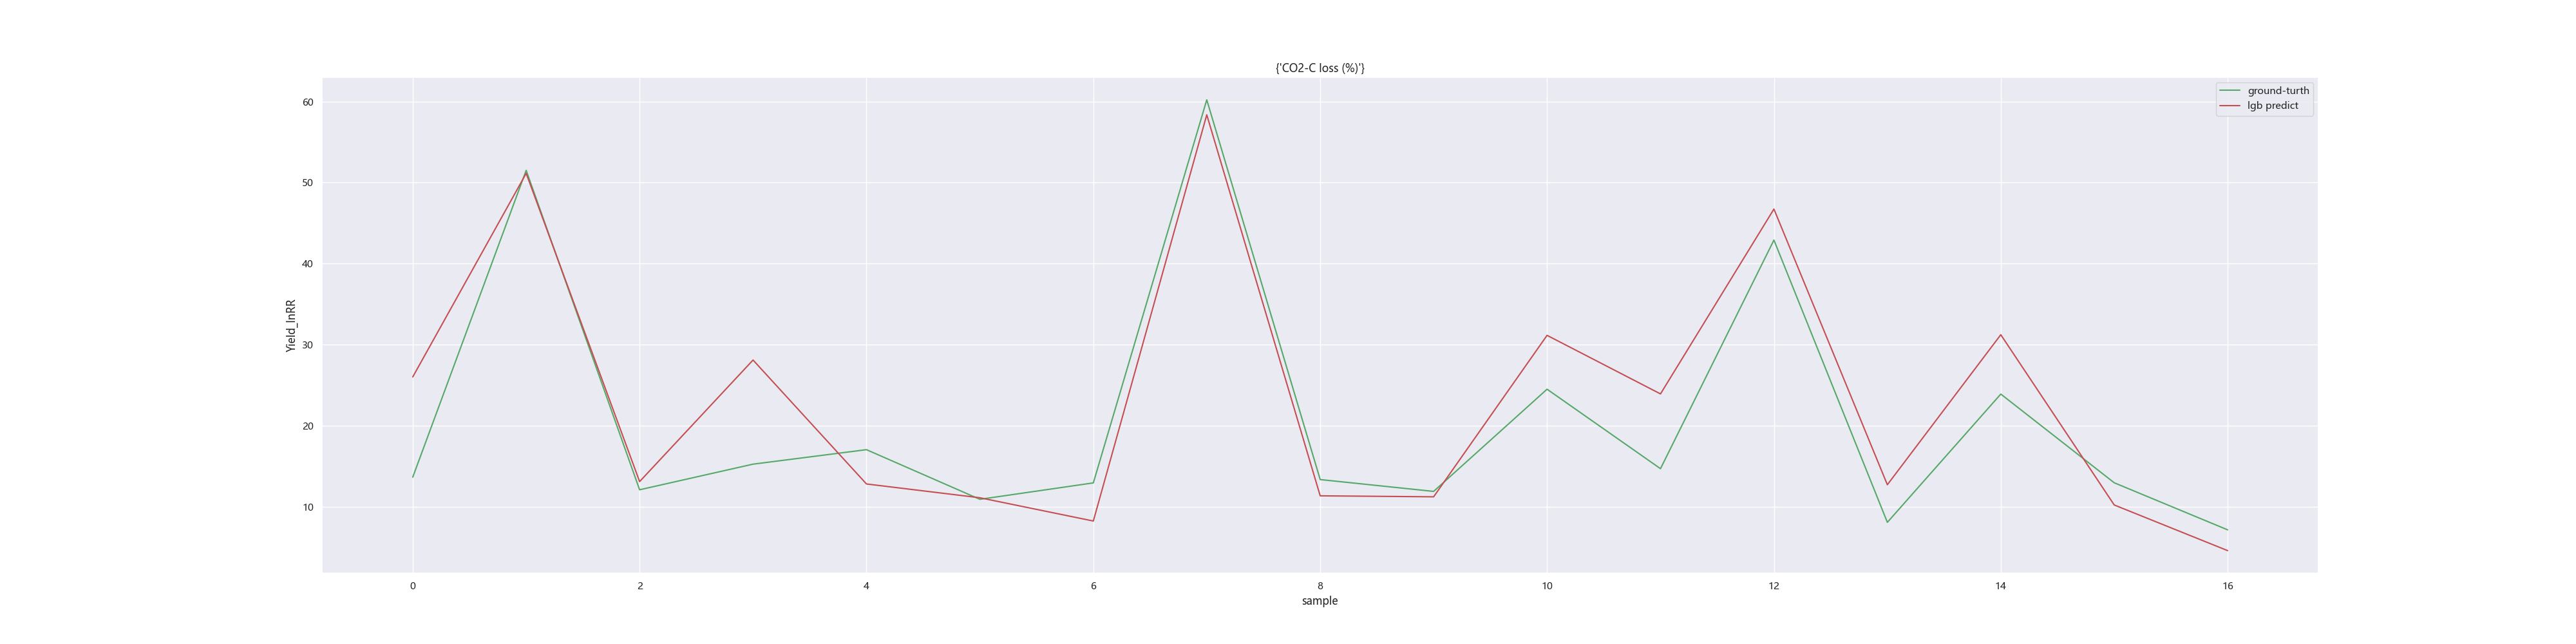 {'CO2-C loss (%)'}
ground-turth
lgb predict
60
50
40
30
20
10
Yield_lnRR
0 2 4 6 8 10 12 14 16
sample